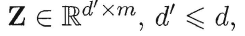 Z ∈ ℝ^{d′×m}, d′ ⩽ d,